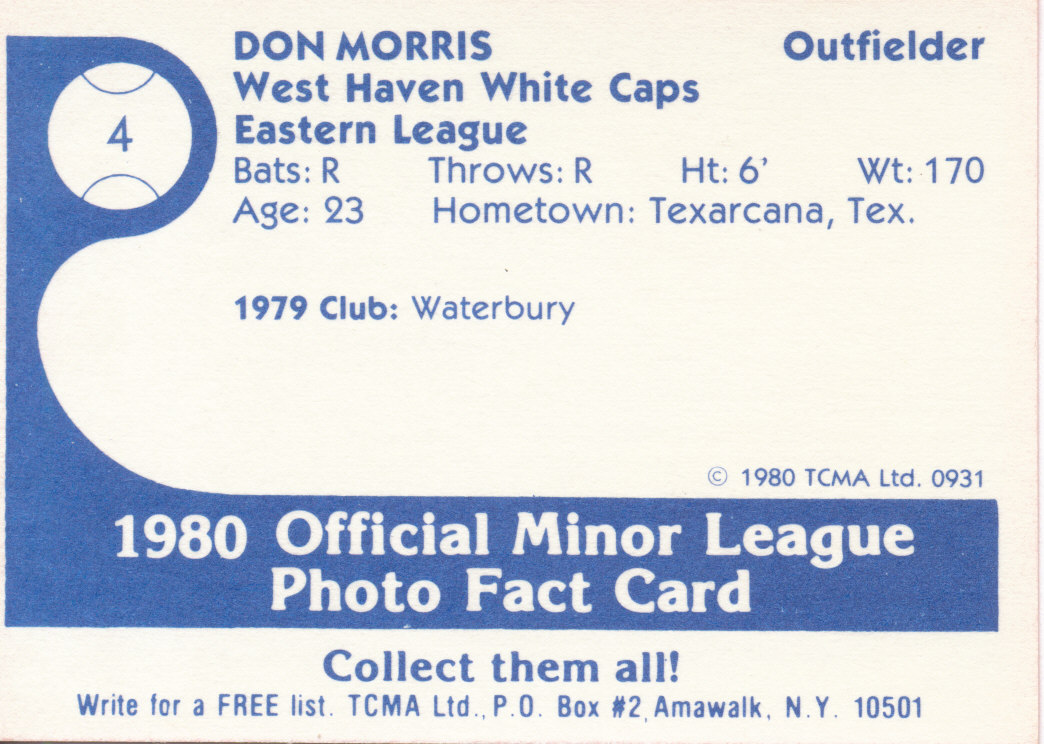 4
DON MORRIS Outfielder
West Haven White Caps
Eastern League
Bats: R Throws: R Ht: 6' Wt: 170
Age: 23 Hometown: Texarcana, Tex.
1979 Club: Waterbury
© 1980 TCMA Ltd. 0931
1980 Official Minor League
Photo Fact Card
Collect them all!
Write for a FREE list. TCMA Ltd., P.O. Box #2, Amawalk, N.Y. 10501